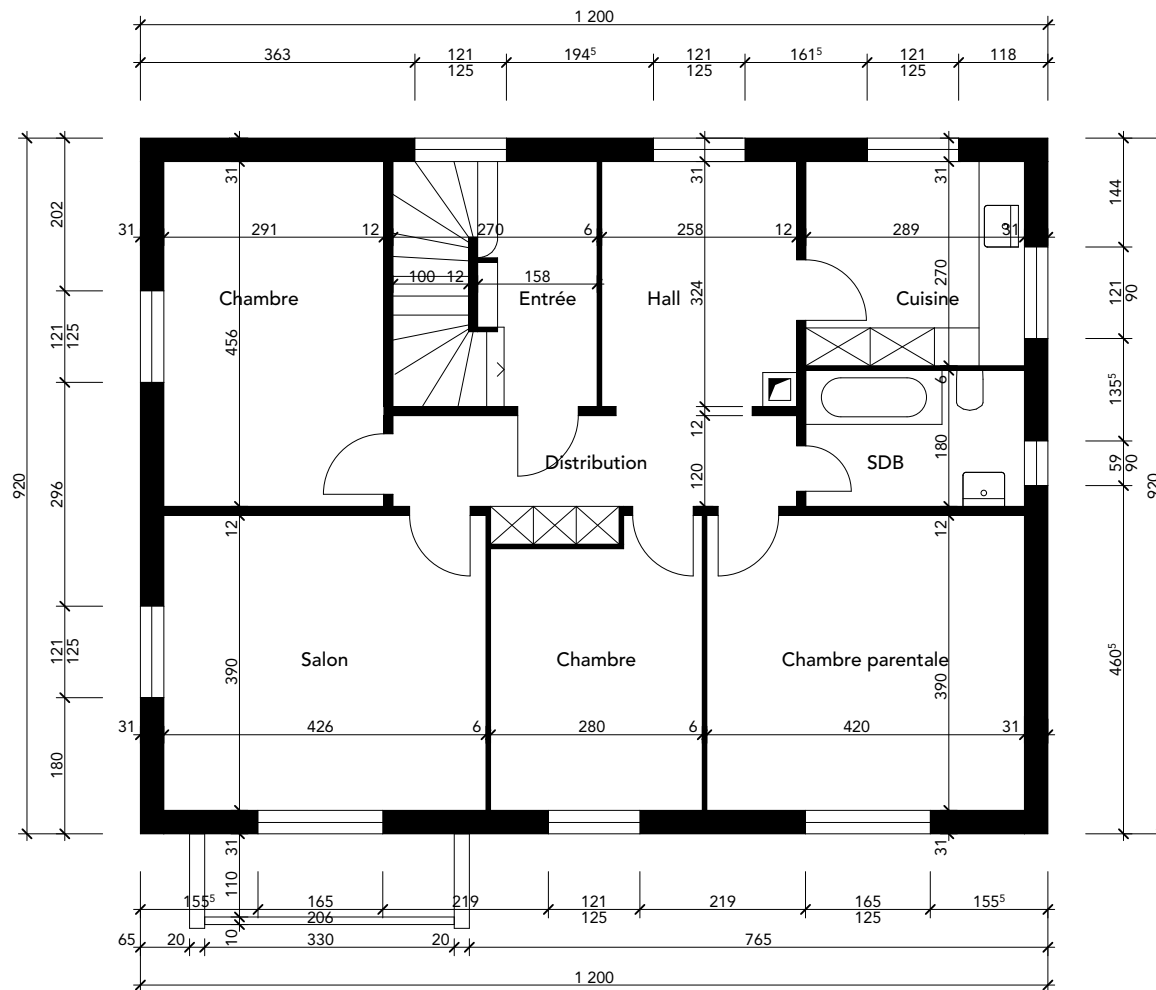 1 200
363 121 194⁵ 121 161⁵ 121 118
125 125 125
31 31 31
202
144
31 291 12 270 6 258 12 289 31
100 12 158
270
121
90
Chambre Entrée Hall Cuisine
324
456
121
125
135⁵
6
12
Distribution SDB
180
59
90
120
920
296
920
12 12
121
125
Salon Chambre Chambre parentale
390 390
460⁵
31 426 6 280 6 420 31
180
31 31
110
155⁵ 165 219 121 219 165 155⁵
206 125 125
10
65 20 330 20 765
1 200